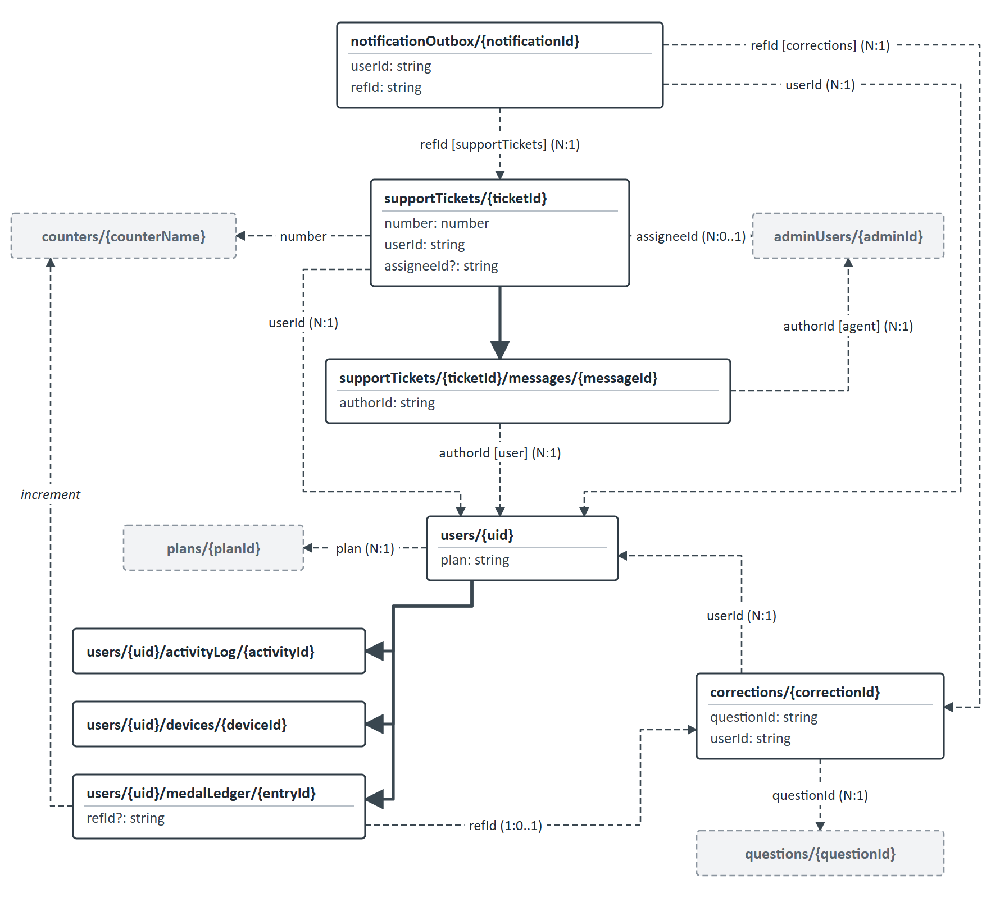 notificationOutbox/{notificationId}
userId: string
refId: string
refId [corrections] (N:1)
userId (N:1)
refId [supportTickets] (N:1)
supportTickets/{ticketId}
number: number
userId: string
assigneeId?: string
counters/{counterName}
number
assigneeId (N:0..1)
adminUsers/{adminId}
userId (N:1)
authorId [agent] (N:1)
supportTickets/{ticketId}/messages/{messageId}
authorId: string
authorId [user] (N:1)
increment
users/{uid}
plan: string
plans/{planId}
plan (N:1)
userId (N:1)
users/{uid}/activityLog/{activityId}
users/{uid}/devices/{deviceId}
corrections/{correctionId}
questionId: string
userId: string
users/{uid}/medalLedger/{entryId}
refId?: string
refId (1:0..1)
questionId (N:1)
questions/{questionId}